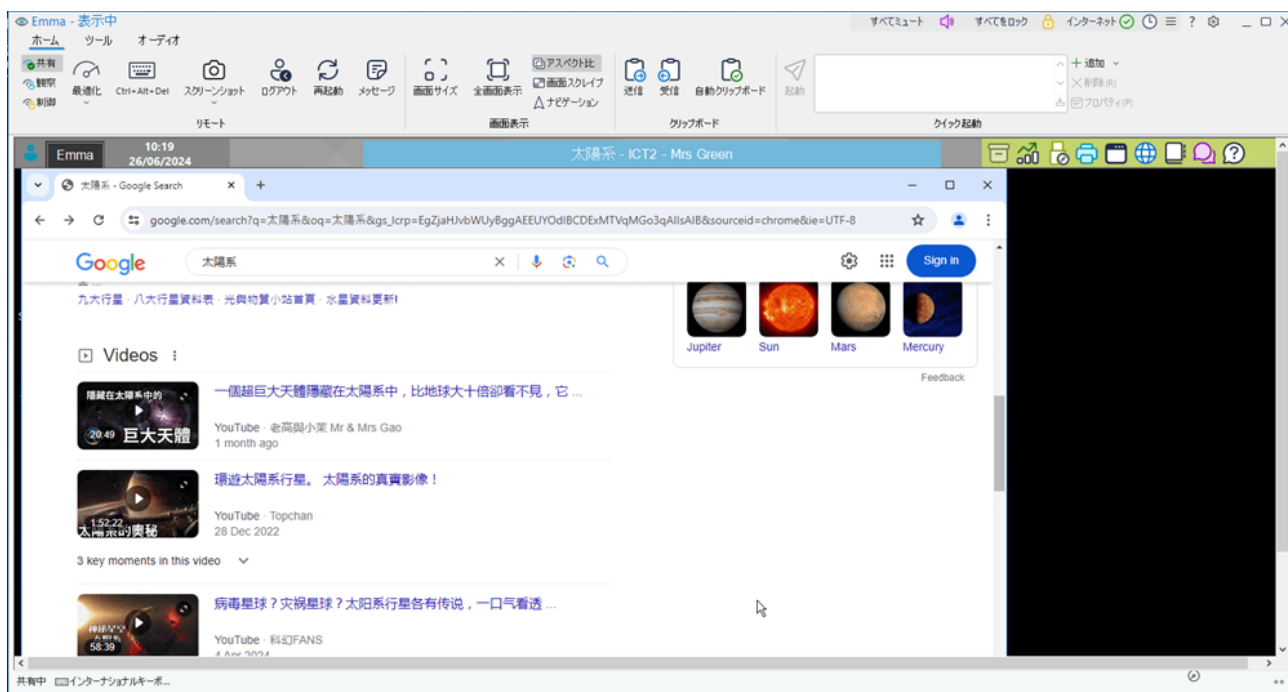 Emma - 表示中
すべてミュート すべてをロック インターネット
ホーム ツール オーディオ
共有
観察
制御
最適化 Ctrl+Alt+Del スクリーンショット ログアウト 再起動 メッセージ
リモート
画面サイズ 全画面表示
アスペクト比
画面スクレイプ
ナビゲーション
画面表示
送信 受信 自動クリップボード
クリップボード
起動
追加
削除(R)
プロパティ(P)
クイック起動
Emma
10:19
26/06/2024
太陽系 - ICT2 - Mrs Green
太陽系 - Google Search
google.com/search?q=太陽系&oq=太陽系&gs_lcrp=EgZjaHJvbWUyBggAEEUYOdIBCDExMTVqMGo3qAIIsAIB&sourceid=chrome&ie=UTF-8
Google
太陽系
Sign in
九大行星 · 八大行星資料表 · 光與物質小站首頁 · 水星資料更新!
Jupiter Sun Mars Mercury
Feedback
Videos
隱藏在太陽系中的
20:49
巨大天體
一個超巨大天體隱藏在太陽系中，比地球大十倍卻看不見，它 ...
YouTube · 老高與小茉 Mr & Mrs Gao
1 month ago
1:52:22
太陽系的奧秘
環遊太陽系行星。 太陽系的真實影像！
YouTube · Topchan
28 Dec 2022
3 key moments in this video
58:39
病毒星球？灾祸星球？太阳系行星各有传说，一口气看透 ...
YouTube · 科幻FANS
4 Apr 2024
共有中 インターナショナルキーボ...